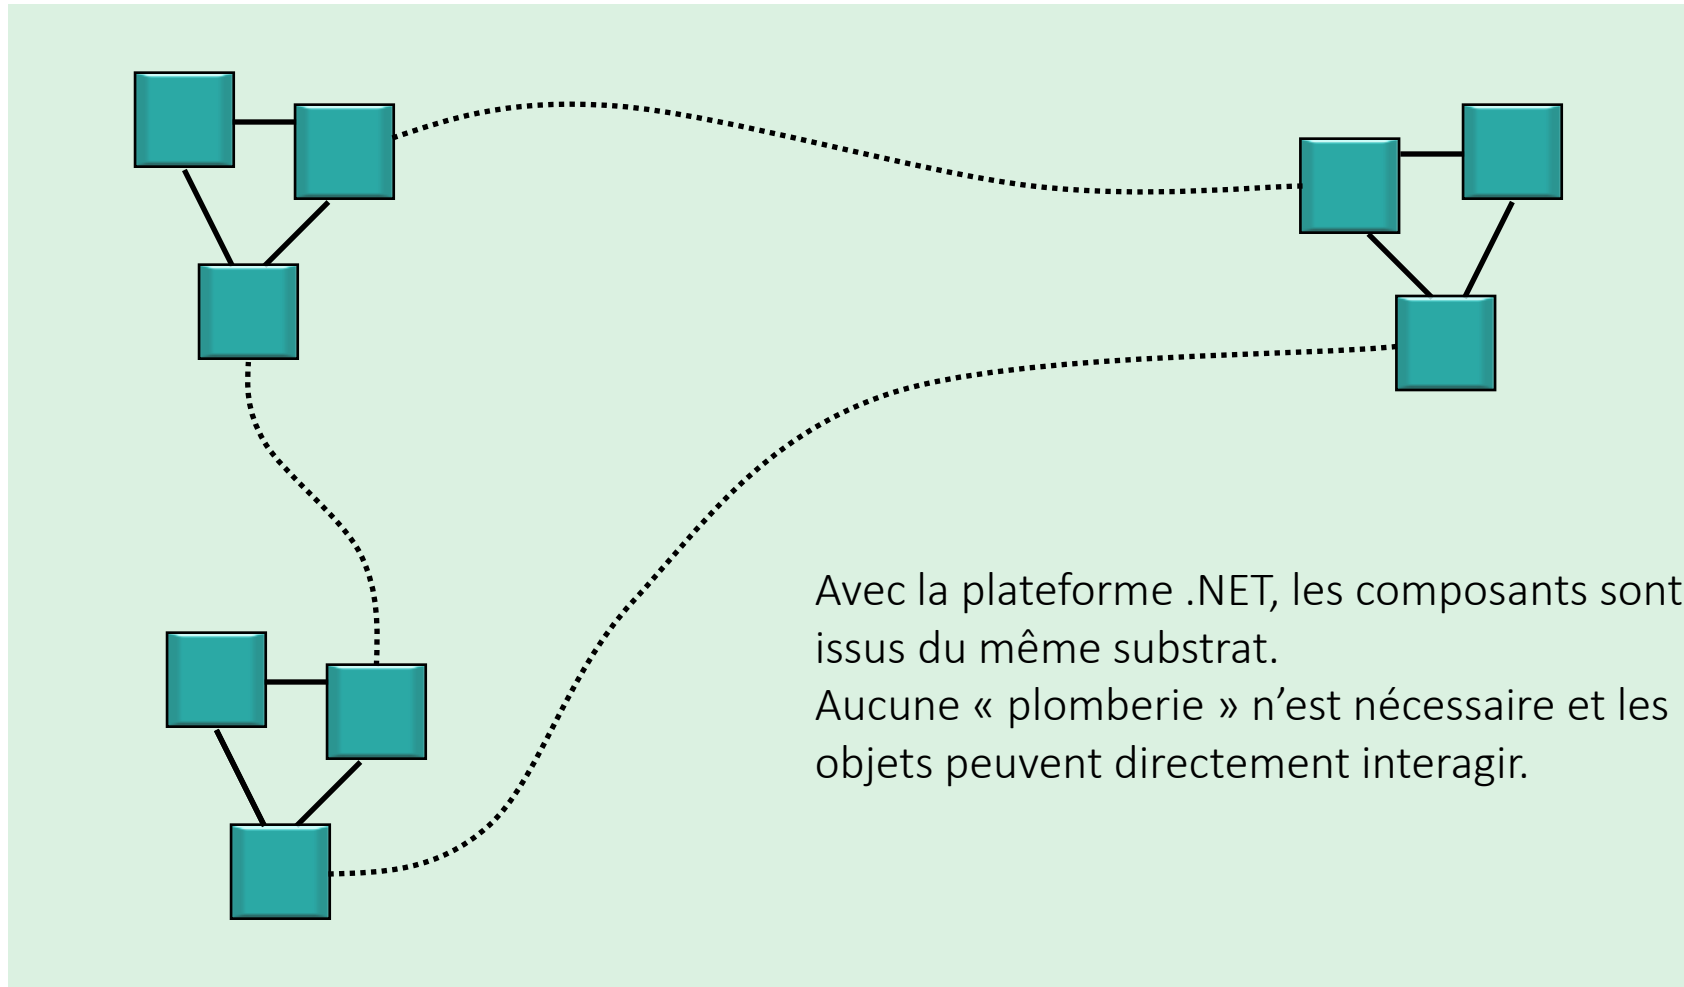 Avec la plateforme .NET, les composants sont
issus du même substrat.
Aucune « plomberie » n’est nécessaire et les
objets peuvent directement interagir.